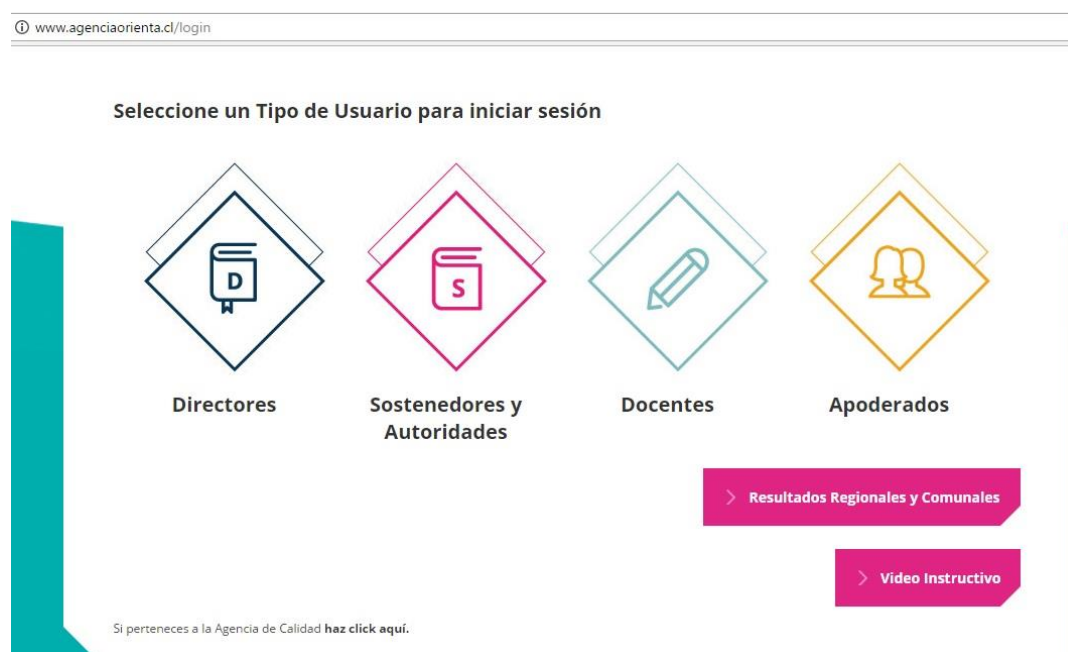 www.agenciaorienta.cl/login
Seleccione un Tipo de Usuario para iniciar sesión
D
S
Directores
Sostenedores y
Autoridades
Docentes
Apoderados
Resultados Regionales y Comunales
Video Instructivo
Si perteneces a la Agencia de Calidad haz click aquí.